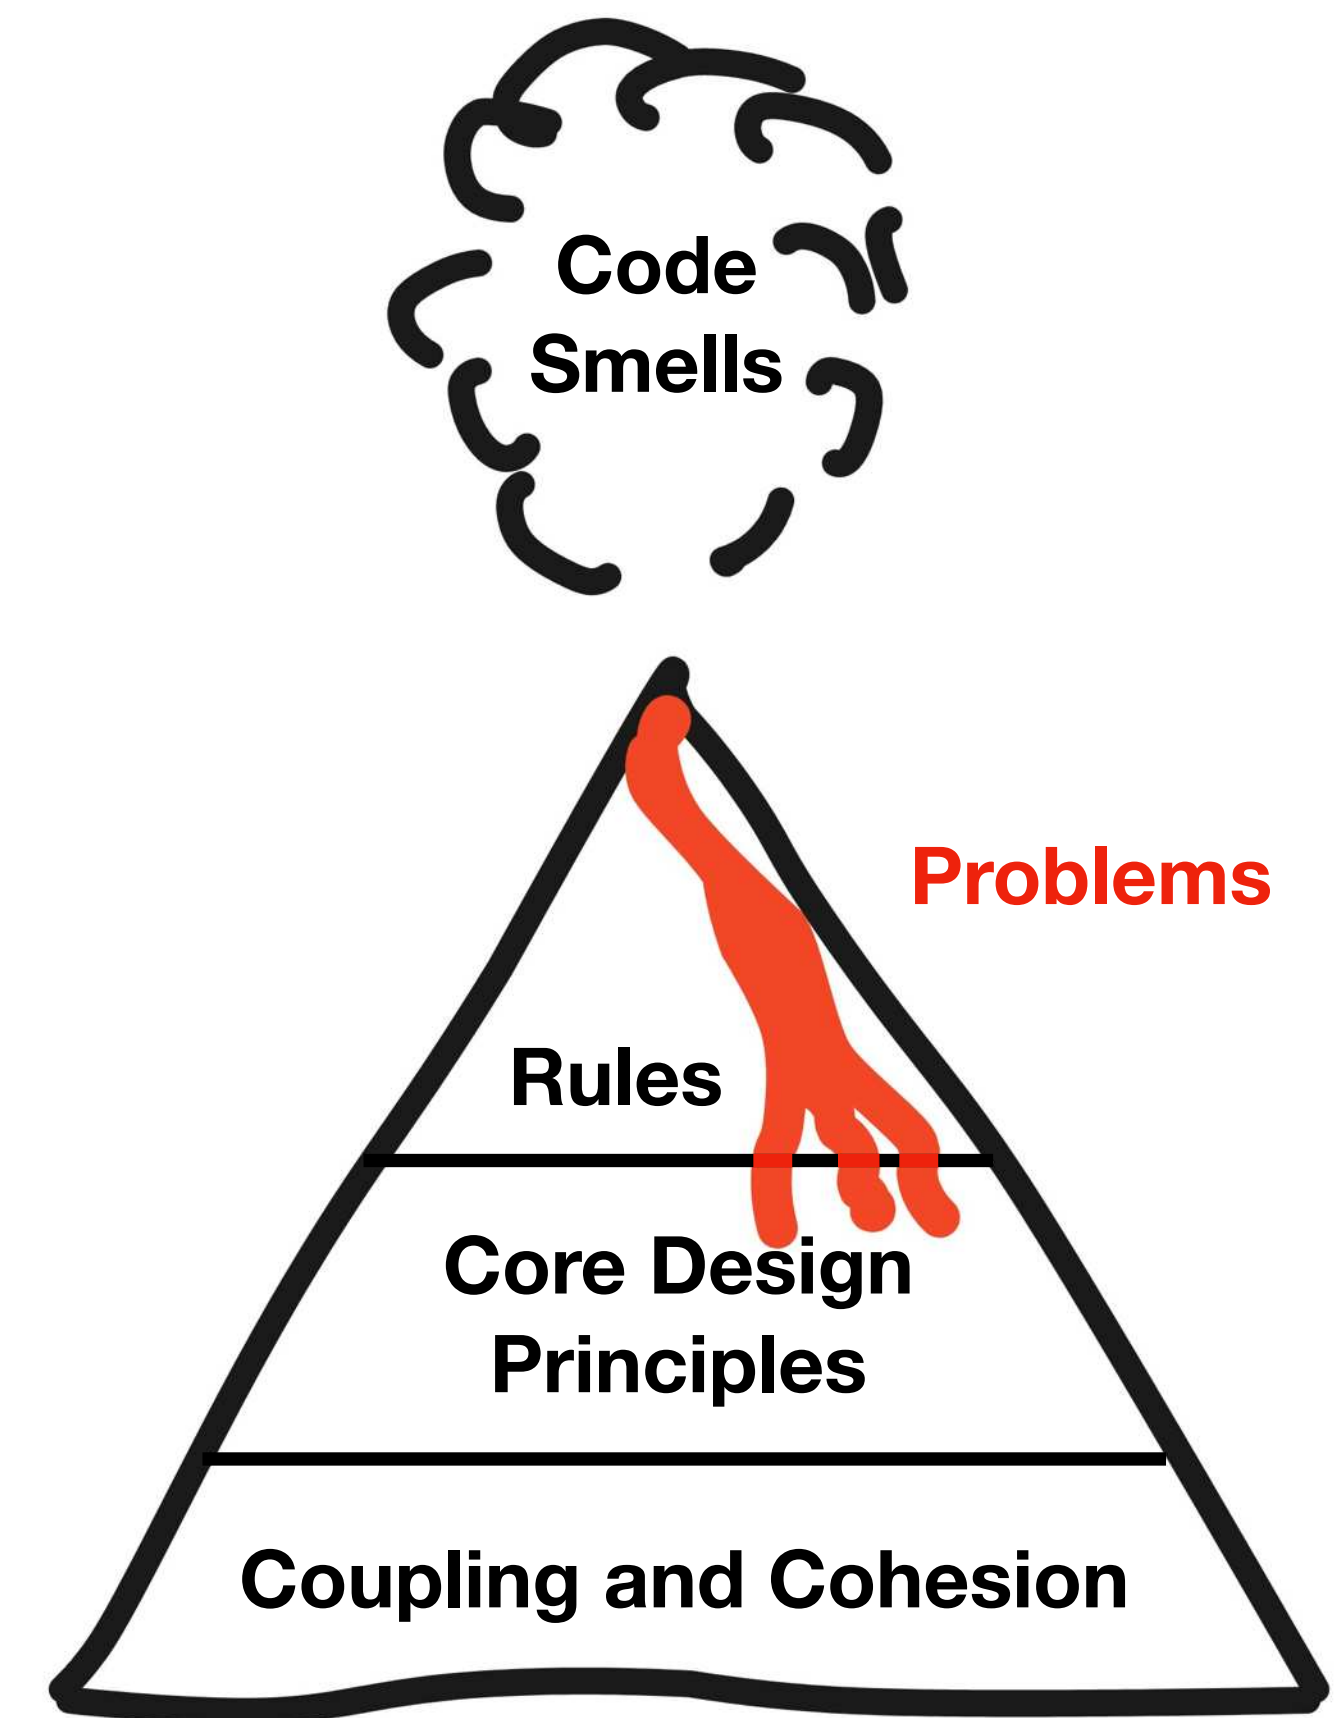 Code
Smells
Problems
Rules
Core Design
Principles
Coupling and Cohesion